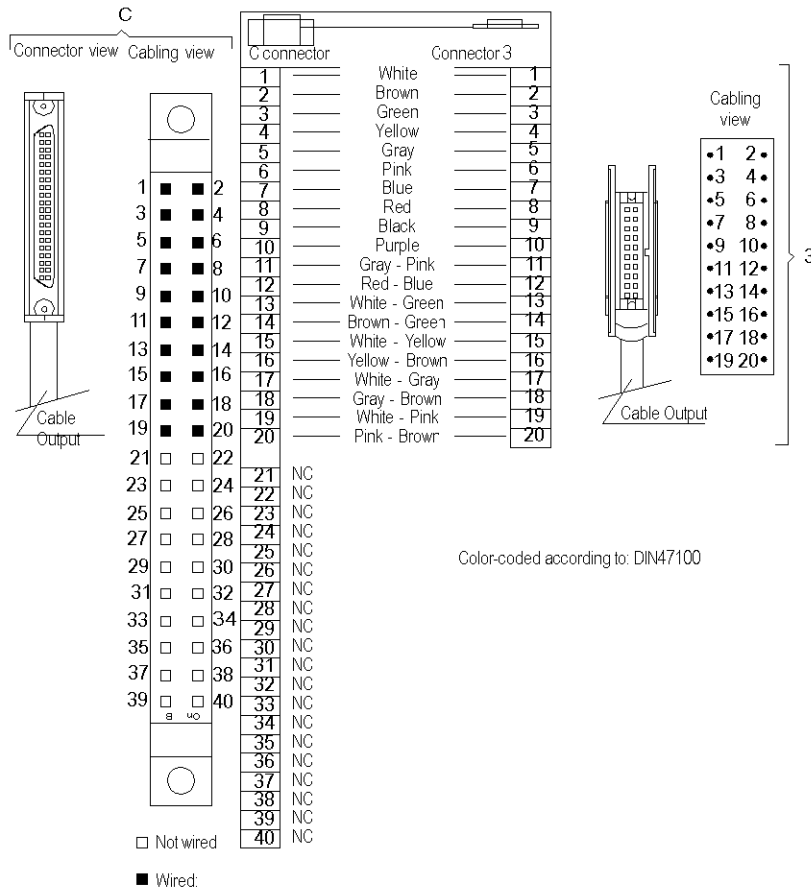 C
Connector view Cabling view
C connector Connector 3
1 White 1
2 Brown 2
3 Green 3
4 Yellow 4
5 Gray 5
6 Pink 6
7 Blue 7
8 Red 8
9 Black 9
10 Purple 10
11 Gray - Pink 11
12 Red - Blue 12
13 White - Green 13
14 Brown - Green 14
15 White - Yellow 15
16 Yellow - Brown 16
17 White - Gray 17
18 Gray - Brown 18
19 White - Pink 19
20 Pink - Brown 20
21 NC
22 NC
23 NC
24 NC
25 NC
26 NC
27 NC
28 NC
29 NC
30 NC
31 NC
32 NC
33 NC
34 NC
35 NC
36 NC
37 NC
38 NC
39 NC
40 NC
1 2
3 4
5 6
7 8
9 10
11 12
13 14
15 16
17 18
19 20
21 22
23 24
25 26
27 28
29 30
31 32
33 34
35 36
37 38
39 40
B On
Cable
Output
Not wired
Wired:
Cabling
view
1 2
3 4
5 6
7 8
9 10
11 12
13 14
15 16
17 18
19 20
3
Cable Output
Color-coded according to: DIN47100